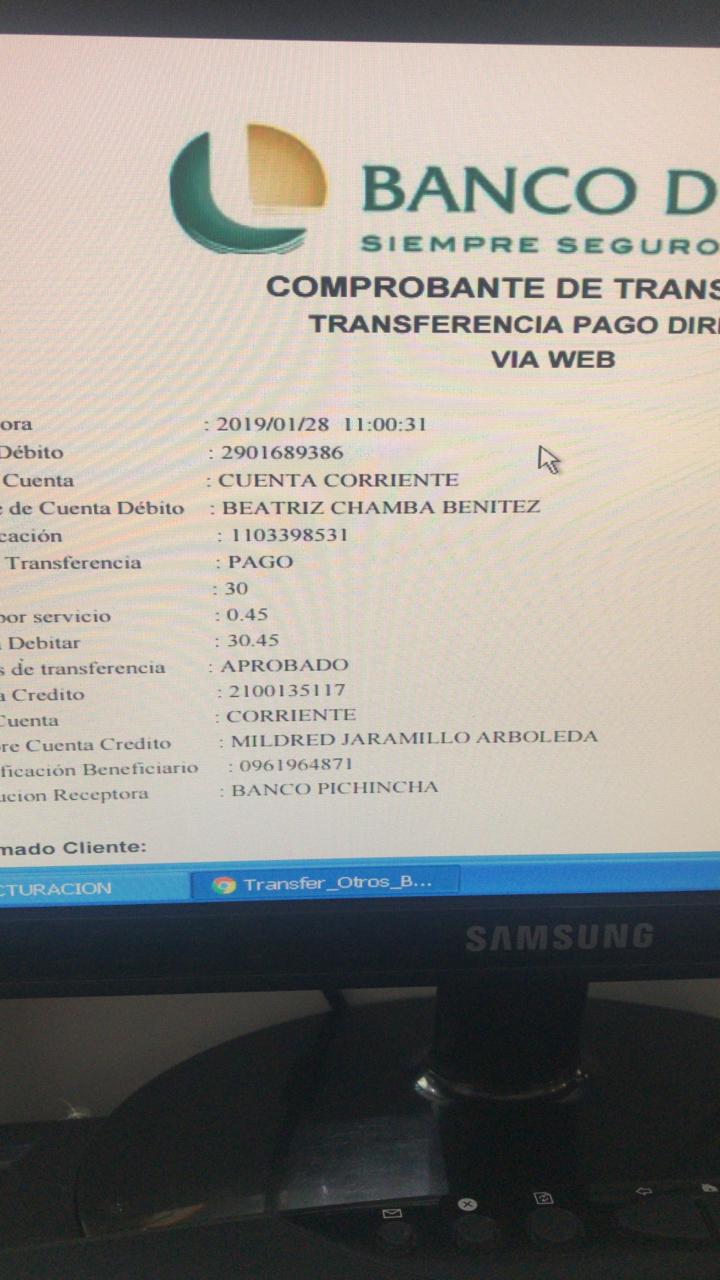 BANCO D
SIEMPRE SEGURO
COMPROBANTE DE TRANS
TRANSFERENCIA PAGO DIR
VIA WEB
ora : 2019/01/28 11:00:31
Débito : 2901689386
Cuenta : CUENTA CORRIENTE
e de Cuenta Débito : BEATRIZ CHAMBA BENITEZ
cación : 1103398531
Transferencia : PAGO
: 30
por servicio : 0.45
a Debitar : 30.45
s de transferencia : APROBADO
a Credito : 2100135117
Cuenta : CORRIENTE
re Cuenta Credito : MILDRED JARAMILLO ARBOLEDA
ificación Beneficiario : 0961964871
ucion Receptora : BANCO PICHINCHA
mado Cliente:
CTURACION
Transfer_Otros_B...
SAMSUNG